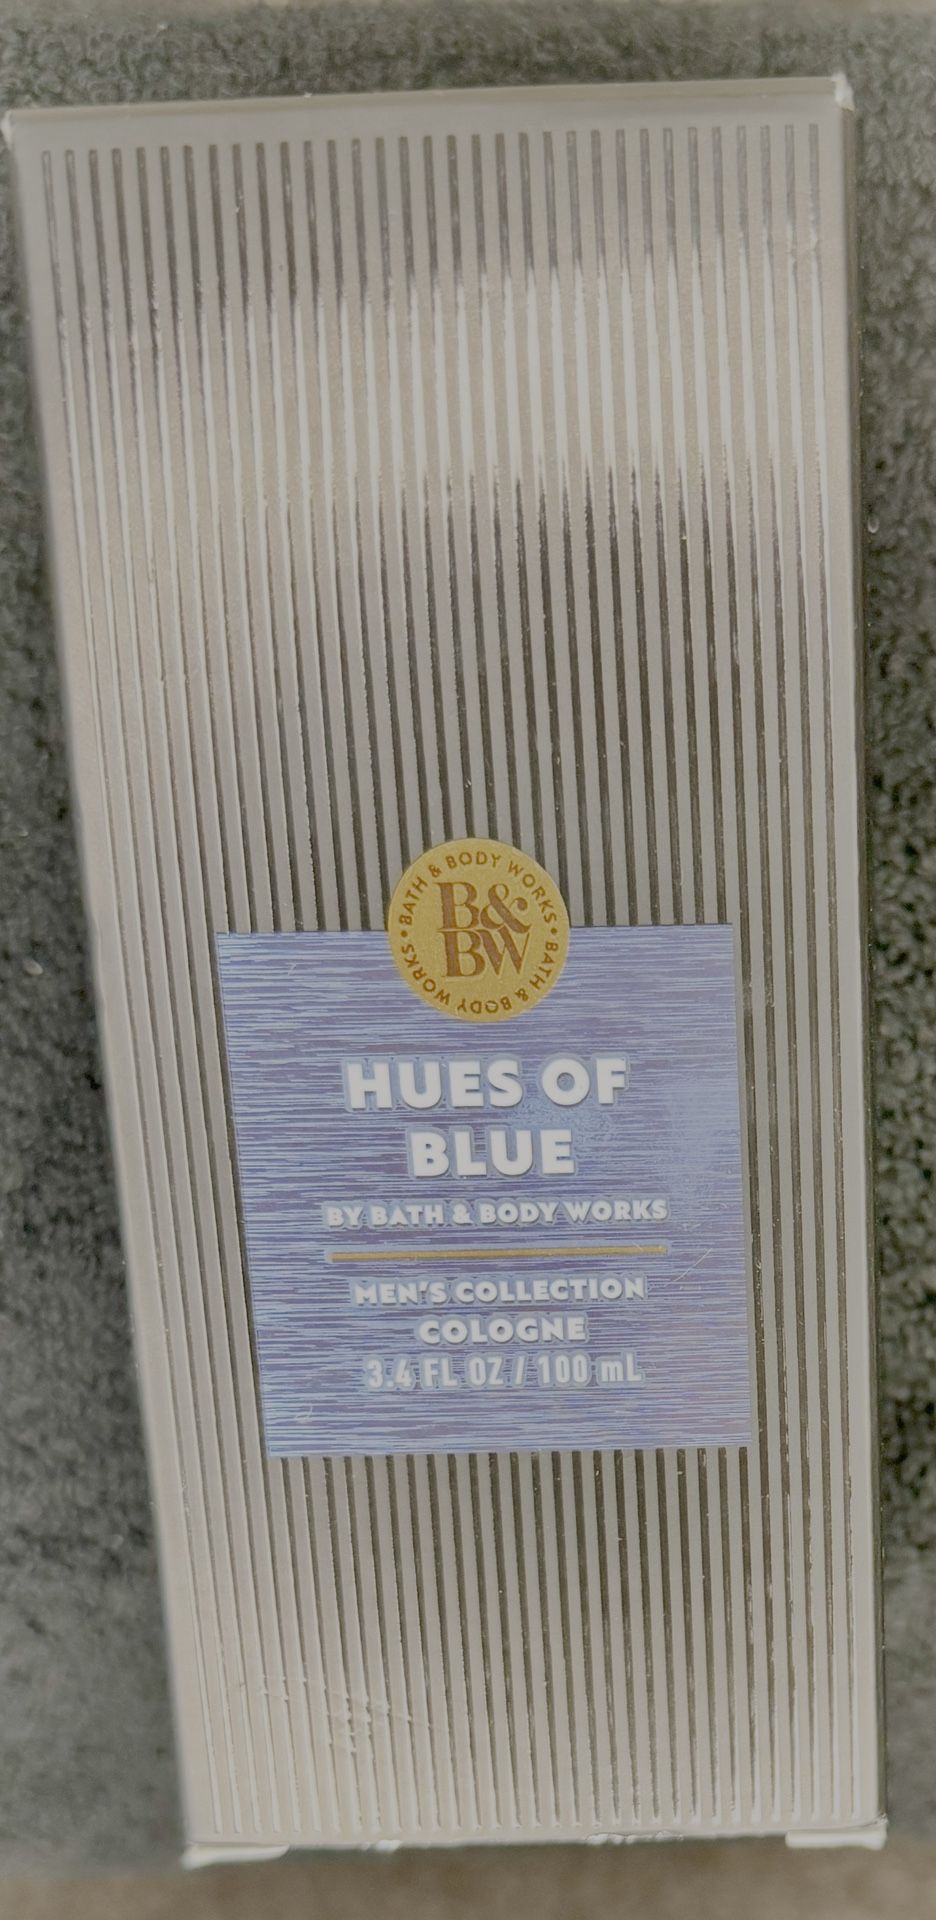 BATH & BODY WORKS • BATH & BODY WORKS •
B&
BW
HUES OF
BLUE
BY BATH & BODY WORKS
MEN'S COLLECTION
COLOGNE
3.4 FL OZ / 100 mL